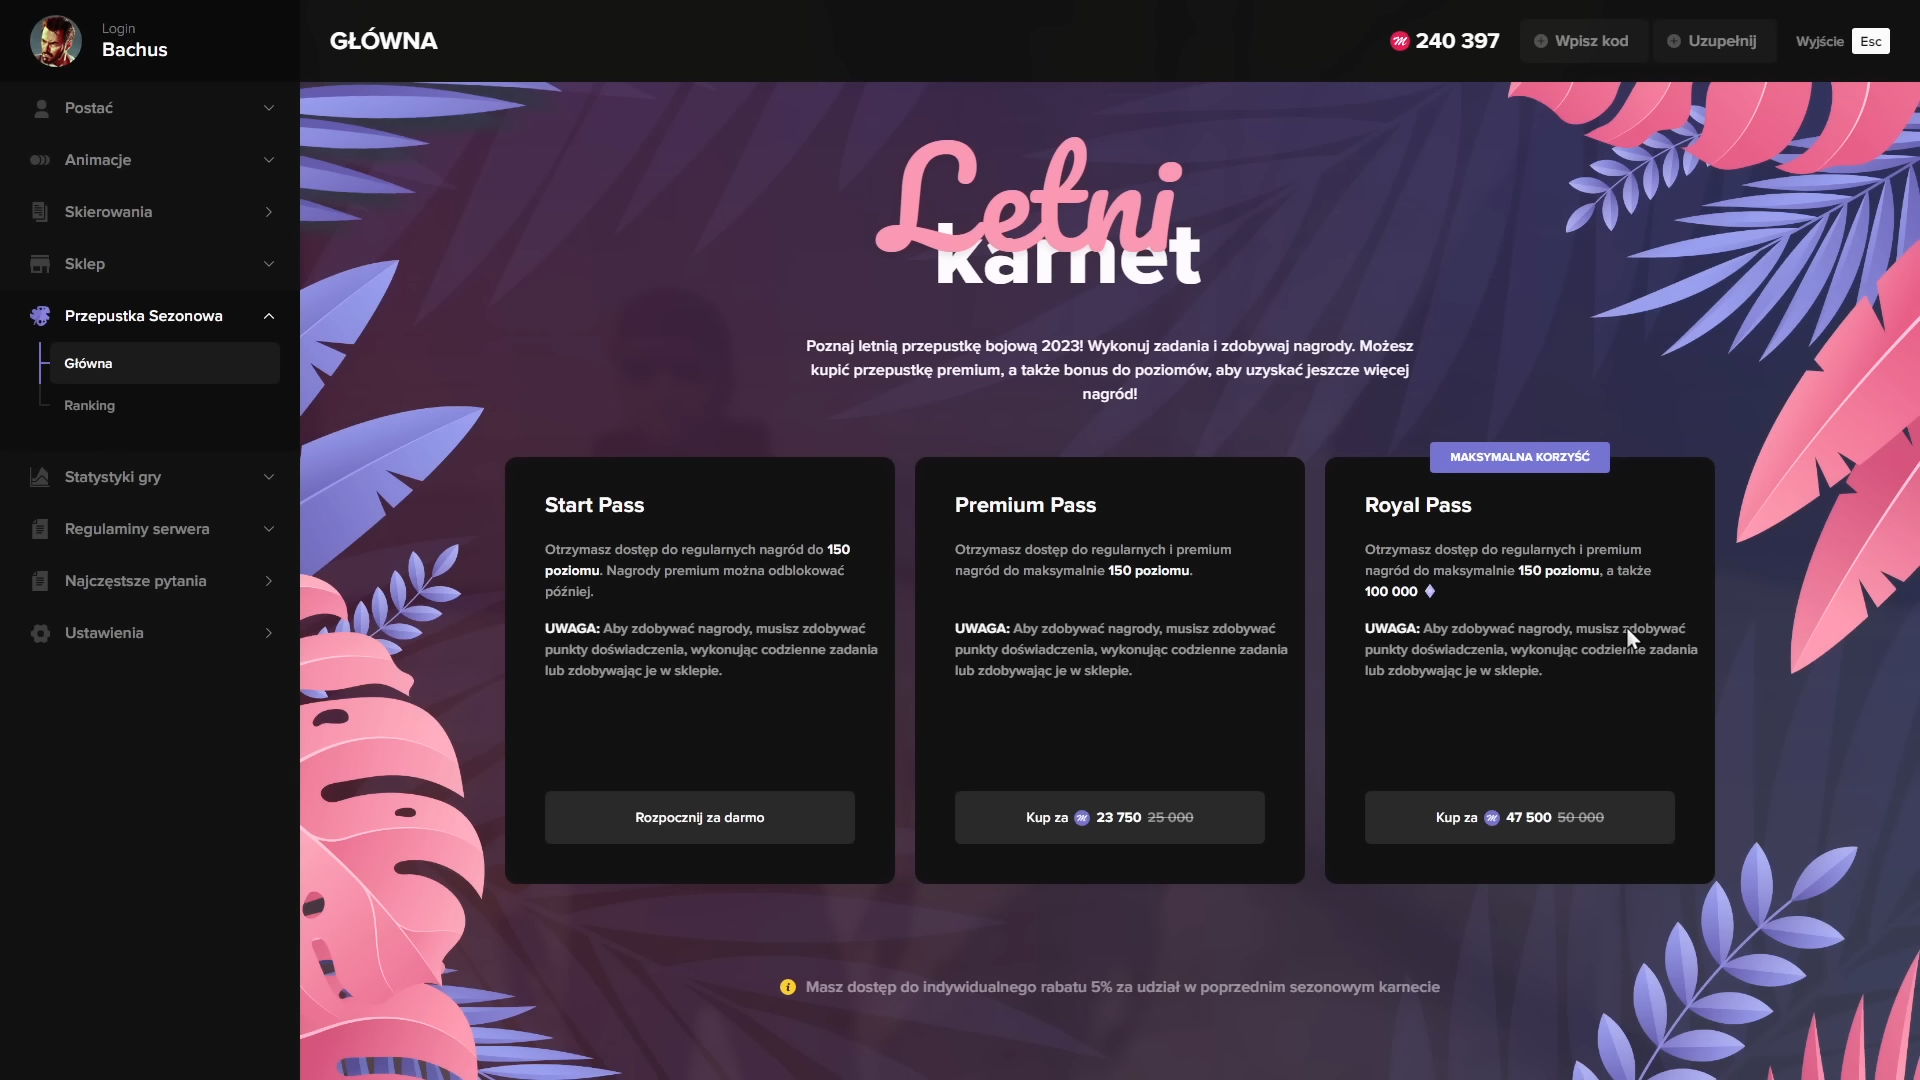 Login
Bachus
GŁÓWNA
240 397
Wpisz kod
Uzupełnij
Wyjście
Esc
Postać
Animacje
Skierowania
Sklep
Przepustka Sezonowa
Główna
Ranking
Statystyki gry
Regulaminy serwera
Najczęstsze pytania
Ustawienia
Letni
karnet
Poznaj letnią przepustkę bojową 2023! Wykonuj zadania i zdobywaj nagrody. Możesz
kupić przepustkę premium, a także bonus do poziomów, aby uzyskać jeszcze więcej
nagród!
Start Pass
Otrzymasz dostęp do regularnych nagród do 150
poziomu. Nagrody premium można odblokować
później.
UWAGA: Aby zdobywać nagrody, musisz zdobywać
punkty doświadczenia, wykonując codzienne zadania
lub zdobywając je w sklepie.
Rozpocznij za darmo
Premium Pass
Otrzymasz dostęp do regularnych i premium
nagród do maksymalnie 150 poziomu.
UWAGA: Aby zdobywać nagrody, musisz zdobywać
punkty doświadczenia, wykonując codzienne zadania
lub zdobywając je w sklepie.
Kup za 23 750 25 000
MAKSYMALNA KORZYŚĆ
Royal Pass
Otrzymasz dostęp do regularnych i premium
nagród do maksymalnie 150 poziomu, a także
100 000
UWAGA: Aby zdobywać nagrody, musisz zdobywać
punkty doświadczenia, wykonując codzienne zadania
lub zdobywając je w sklepie.
Kup za 47 500 50 000
Masz dostęp do indywidualnego rabatu 5% za udział w poprzednim sezonowym karnecie